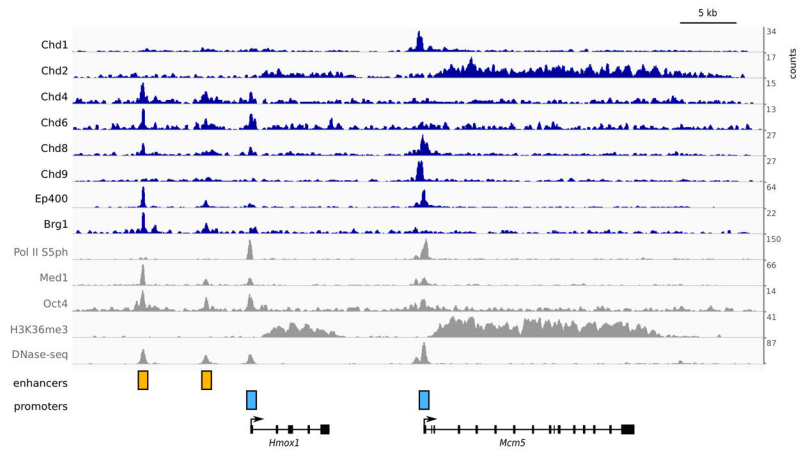 5 kb
Chd1 34
Chd2 17
Chd4 15
Chd6 13
Chd8 27
Chd9 27
Ep400 64
Brg1 22
Pol II S5ph 150
Med1 66
Oct4 14
H3K36me3 41
DNase-seq 87
counts
enhancers
promoters
Hmox1 Mcm5